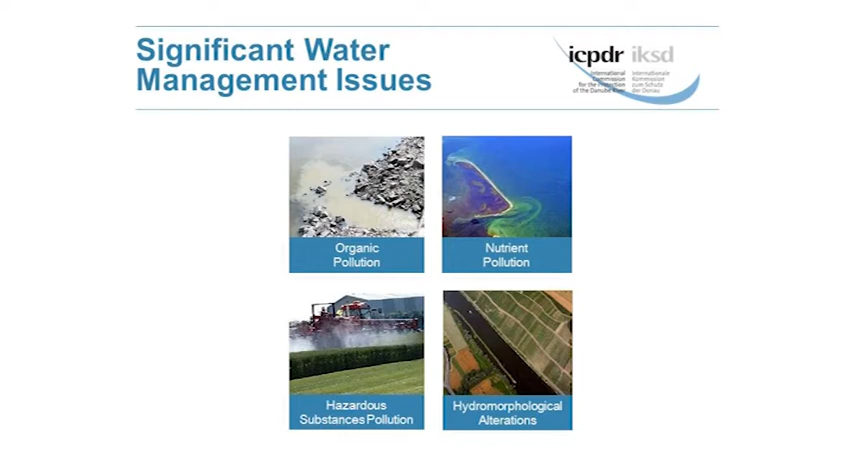 Significant Water
Management Issues
icpdr iksd
International
Commission
for the Protection
of the Danube River
Internationale
Kommission
zum Schutz
der Donau
Organic
Pollution
Nutrient
Pollution
Hazardous
Substances Pollution
Hydromorphological
Alterations